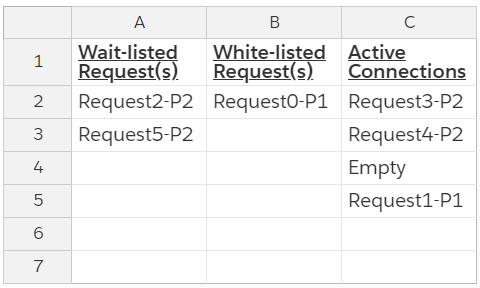 A B C
1 Wait-listed Request(s) White-listed Request(s) Active Connections
2 Request2-P2 Request0-P1 Request3-P2
3 Request5-P2 Request4-P2
4 Empty
5 Request1-P1
6
7